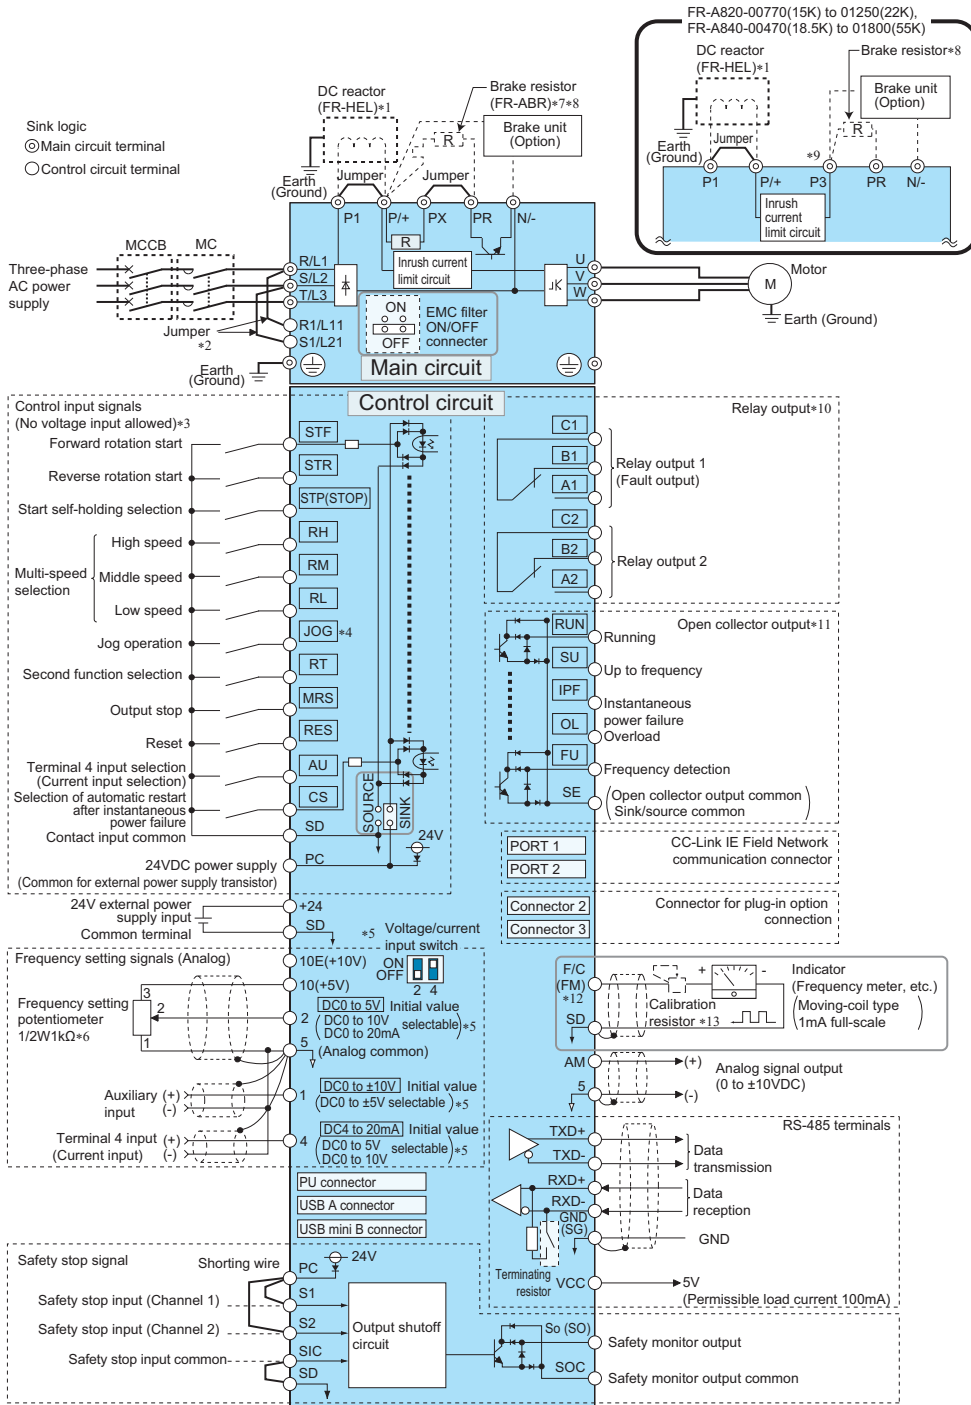 FR-A820-00770(15K) to 01250(22K),
FR-A840-00470(18.5K) to 01800(55K)
DC reactor
(FR-HEL)*1
Brake resistor*8
Brake unit
(Option)
R
Earth
(Ground)
Jumper
*9
P1
P/+
P3
PR
N/-
Inrush
current
limit circuit
Sink logic
Main circuit terminal
Control circuit terminal
DC reactor
(FR-HEL)*1
Brake resistor
(FR-ABR)*7*8
Brake unit
(Option)
R
Earth
(Ground)
Jumper
Jumper
P1
P/+
PX
PR
N/-
R
Inrush current
limit circuit
MCCB
MC
Three-phase
AC power
supply
R/L1
S/L2
T/L3
R1/L11
S1/L21
Jumper
*2
Earth
(Ground)
ON
OFF
EMC filter
ON/OFF
connecter
U
V
W
Motor
M
Earth (Ground)
Main circuit
Control circuit
Control input signals
(No voltage input allowed)*3
Forward rotation start
STF
Reverse rotation start
STR
Start self-holding selection
STP(STOP)
Multi-speed
selection
High speed
RH
Middle speed
RM
Low speed
RL
Jog operation
JOG *4
Second function selection
RT
Output stop
MRS
Reset
RES
Terminal 4 input selection
(Current input selection)
AU
Selection of automatic restart
after instantaneous
power failure
CS
Contact input common
SD
SOURCE
SINK
24V
24VDC power supply
(Common for external power supply transistor)
PC
Relay output*10
C1
B1
A1
Relay output 1
(Fault output)
C2
B2
A2
Relay output 2
Open collector output*11
RUN
Running
SU
Up to frequency
IPF
Instantaneous
power failure
OL
Overload
FU
Frequency detection
SE
Open collector output common
Sink/source common
PORT 1
PORT 2
CC-Link IE Field Network
communication connector
Connector 2
Connector 3
Connector for plug-in option
connection
24V external power
supply input
Common terminal
+24
SD
*5
Voltage/current
input switch
ON
OFF
2 4
Frequency setting signals (Analog)
10E(+10V)
10(+5V)
Frequency setting
potentiometer
1/2W1kΩ*6
3
2
1
2
DC0 to 5V Initial value
DC0 to 10V
DC0 to 20mA
selectable *5
5
(Analog common)
Auxiliary
input
(+)
(-)
1
DC0 to ±10V Initial value
(DC0 to ±5V selectable) *5
Terminal 4 input
(Current input)
(+)
(-)
4
DC4 to 20mA Initial value
DC0 to 5V
DC0 to 10V
selectable *5
F/C
(FM)
*12
SD
+
-
Calibration
resistor *13
Indicator
(Frequency meter, etc.)
Moving-coil type
1mA full-scale
AM
5
(+)
(-)
Analog signal output
(0 to ±10VDC)
RS-485 terminals
TXD+
TXD-
Data
transmission
RXD+
RXD-
Data
reception
GND
(SG)
GND
Terminating
resistor
VCC
5V
(Permissible load current 100mA)
PU connector
USB A connector
USB mini B connector
Safety stop signal
Shorting wire
PC
24V
Safety stop input (Channel 1)
S1
Safety stop input (Channel 2)
S2
Safety stop input common
SIC
SD
Output shutoff
circuit
So (SO)
Safety monitor output
SOC
Safety monitor output common